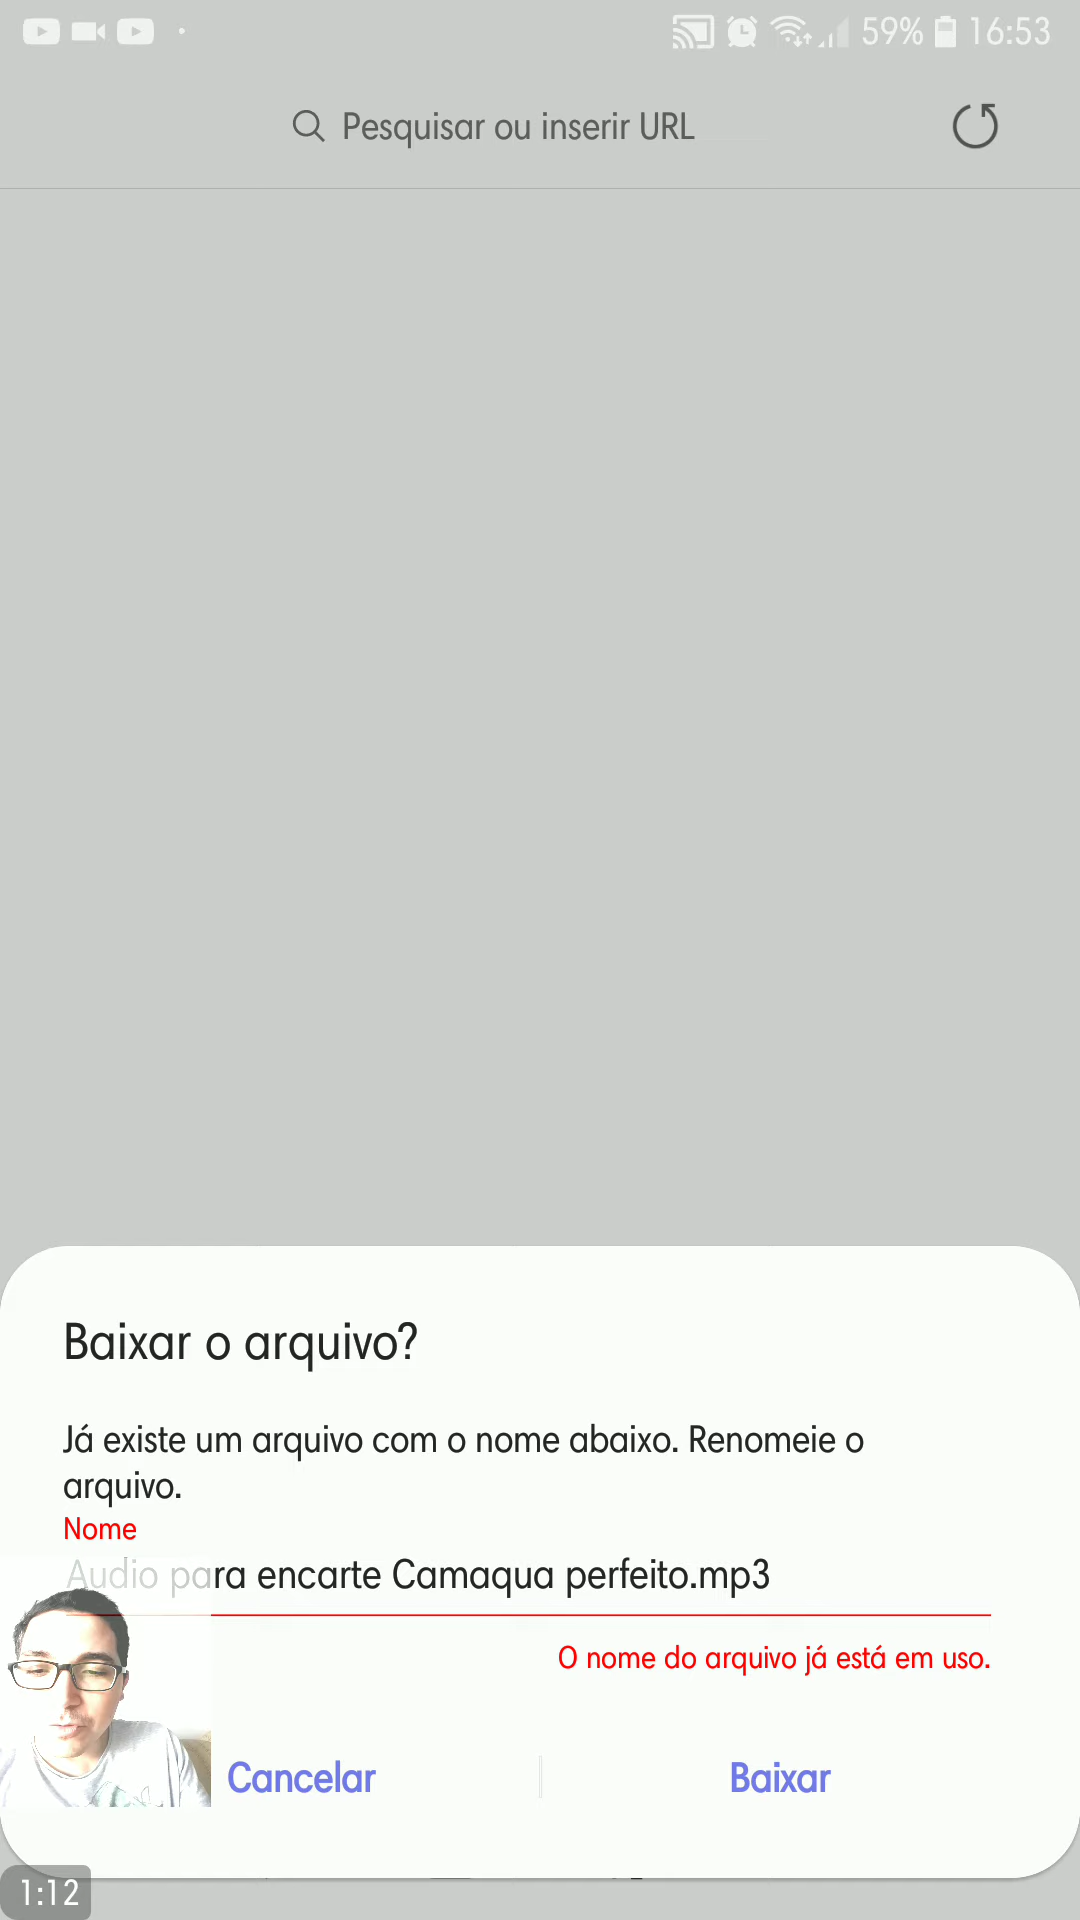 59% 16:53
Pesquisar ou inserir URL
Baixar o arquivo?
Já existe um arquivo com o nome abaixo. Renomeie o
arquivo.
Nome
Audio para encarte Camaqua perfeito.mp3
O nome do arquivo já está em uso.
Cancelar
Baixar
1:12